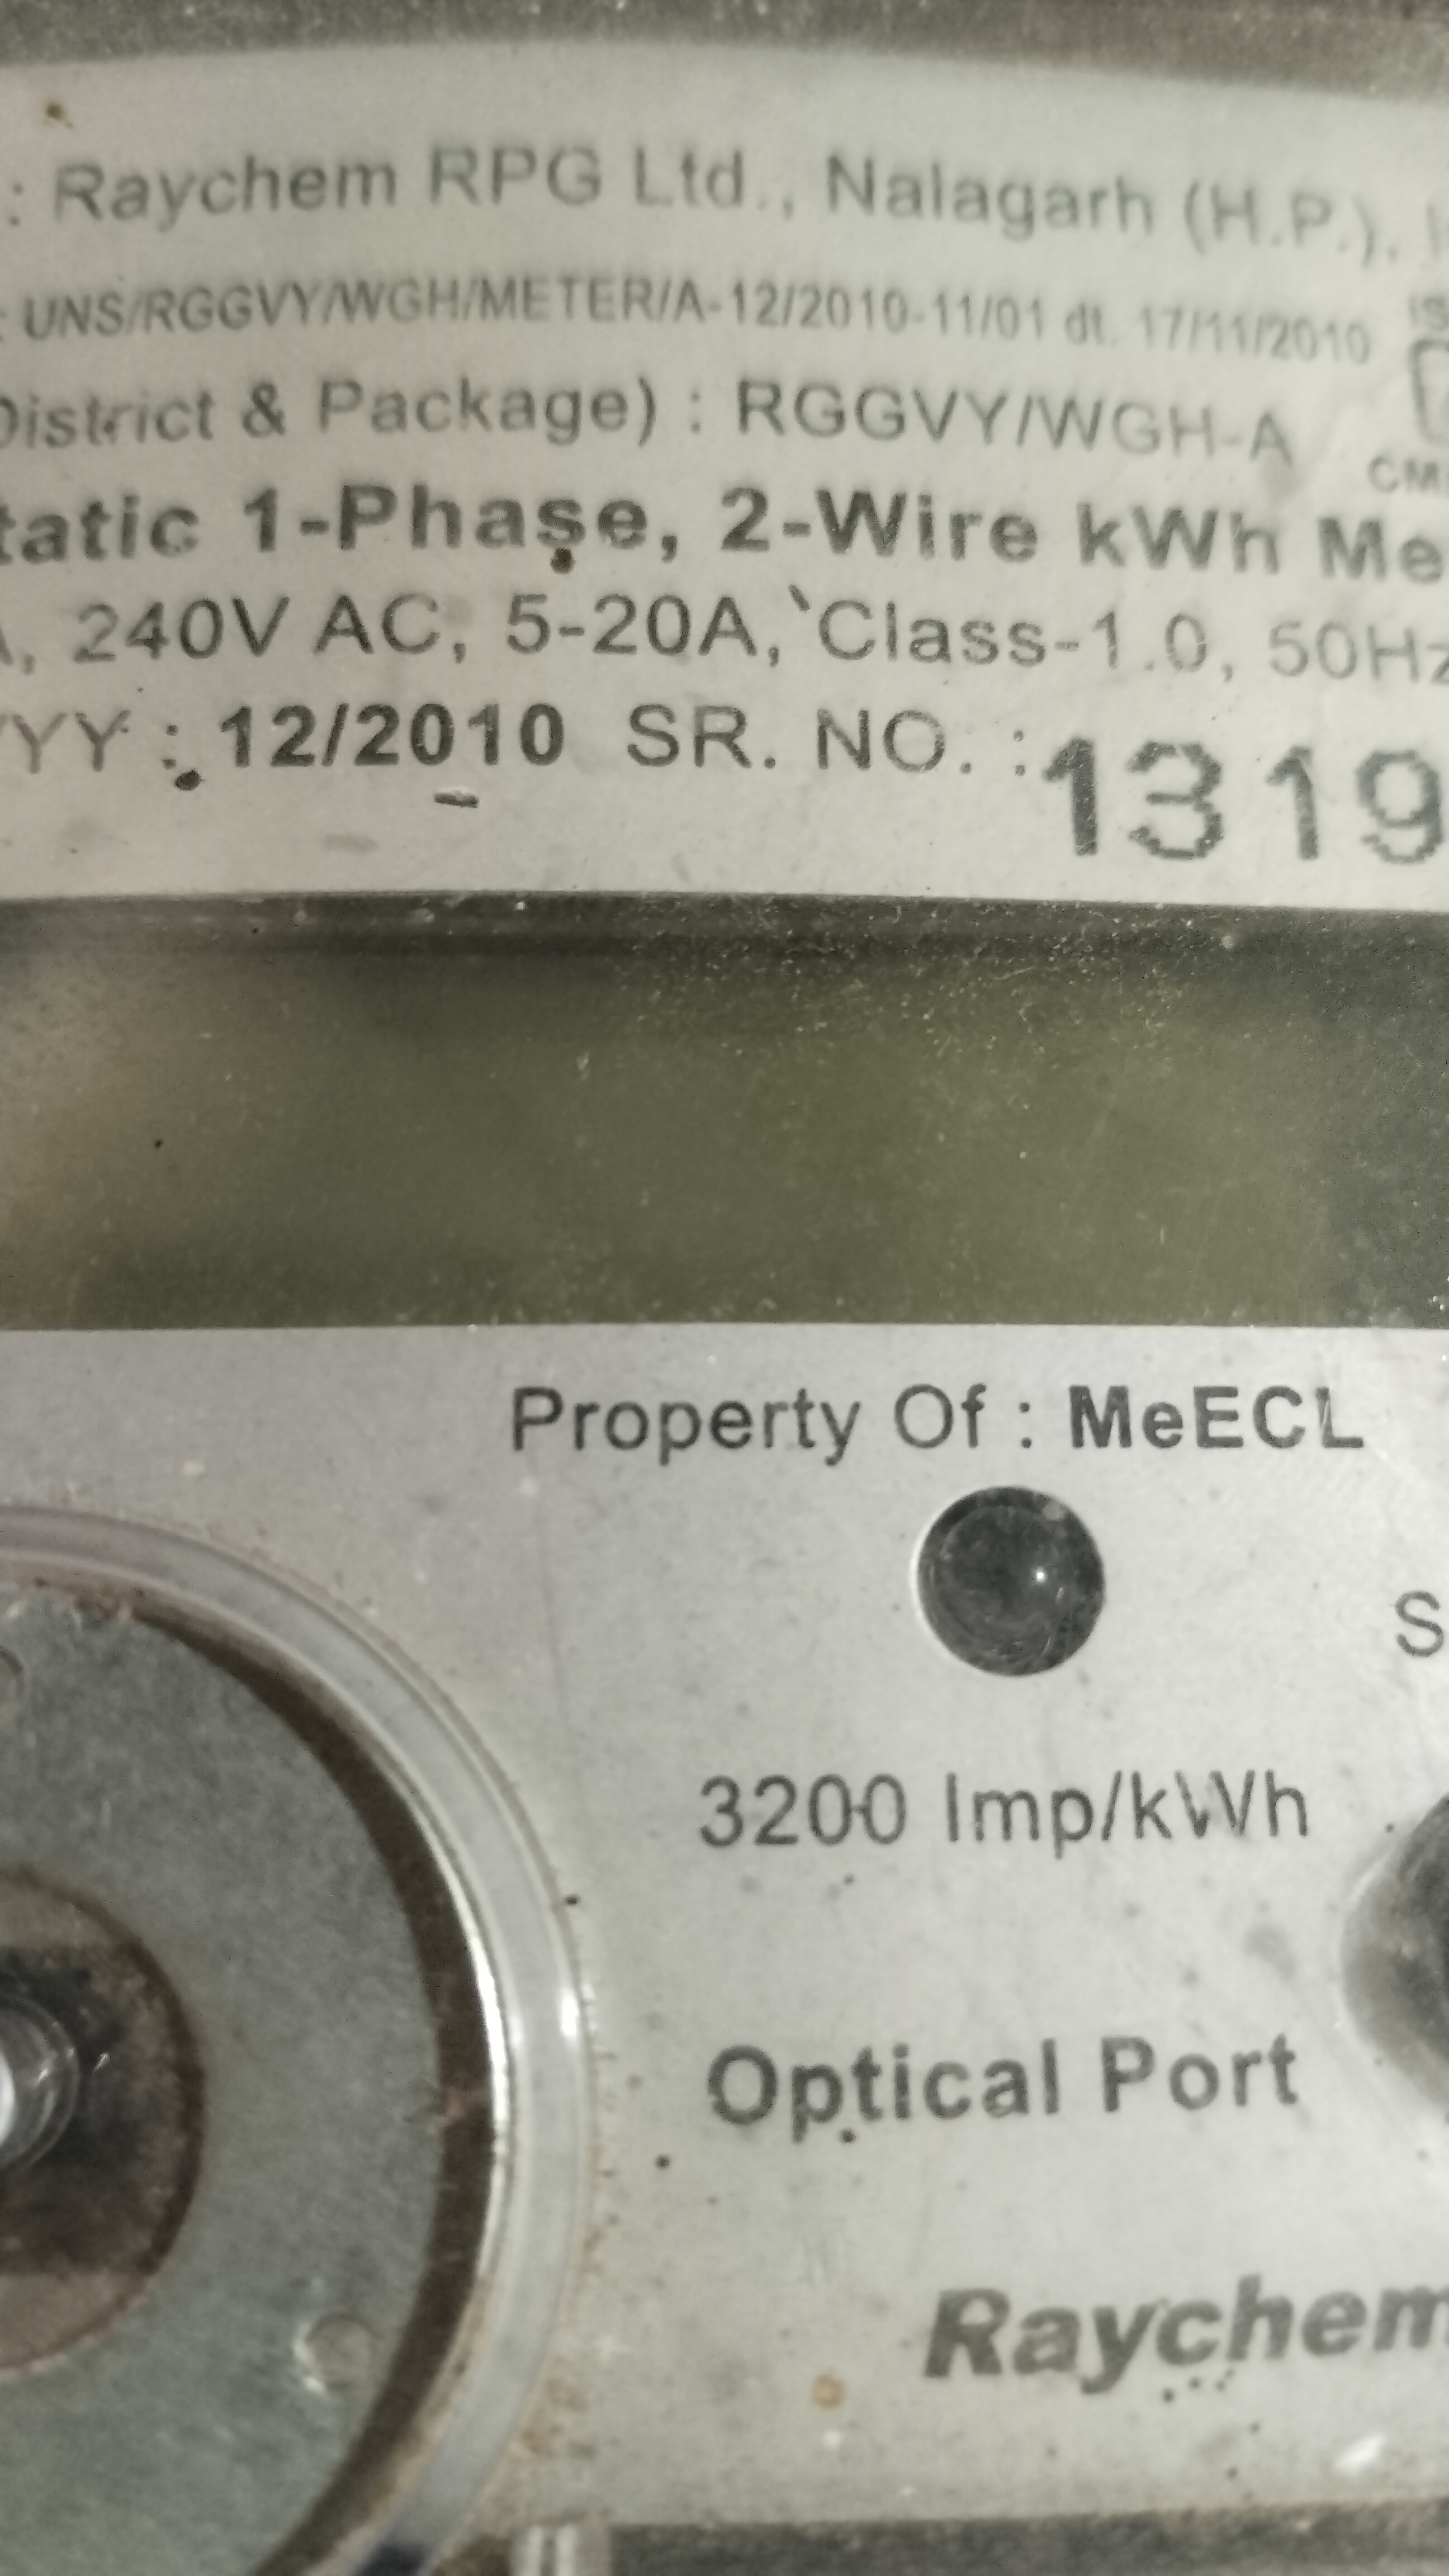 : Raychem RPG Ltd., Nalagarh (H.P.),
: UNS/RGGVY/WGH/METER/A-12/2010-11/01 dt. 17/11/2010
District & Package) : RGGVY/WGH-A
CM
tatic 1-Phase, 2-Wire kWh Me
, 240V AC, 5-20A, Class-1.0, 50Hz
YY : 12/2010 SR. NO. : 1319
Property Of : MeECL
S
3200 Imp/kWh
Optical Port
Raychem